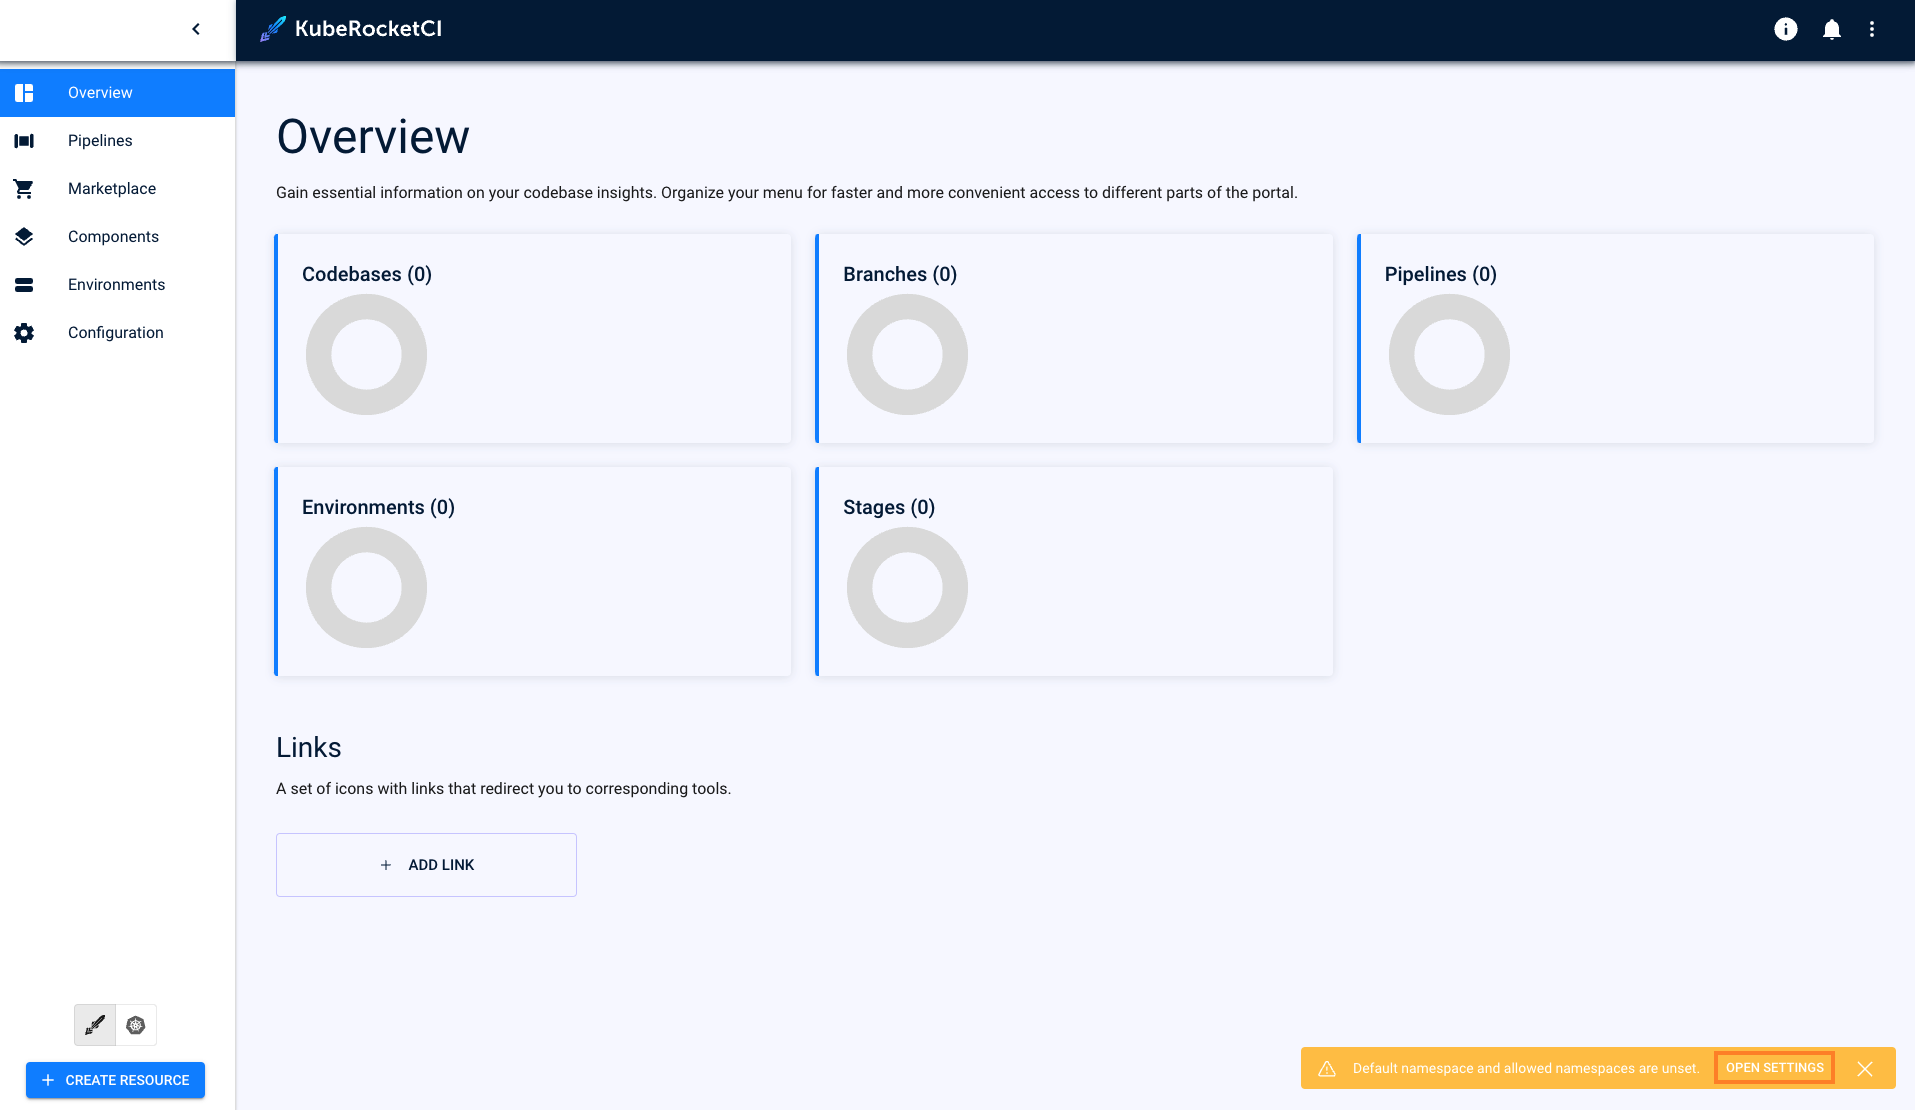 KubeRocketCI
Overview
Pipelines
Marketplace
Components
Environments
Configuration
CREATE RESOURCE
Overview
Gain essential information on your codebase insights. Organize your menu for faster and more convenient access to different parts of the portal.
Codebases (0)
Branches (0)
Pipelines (0)
Environments (0)
Stages (0)
Links
A set of icons with links that redirect you to corresponding tools.
ADD LINK
Default namespace and allowed namespaces are unset.
OPEN SETTINGS